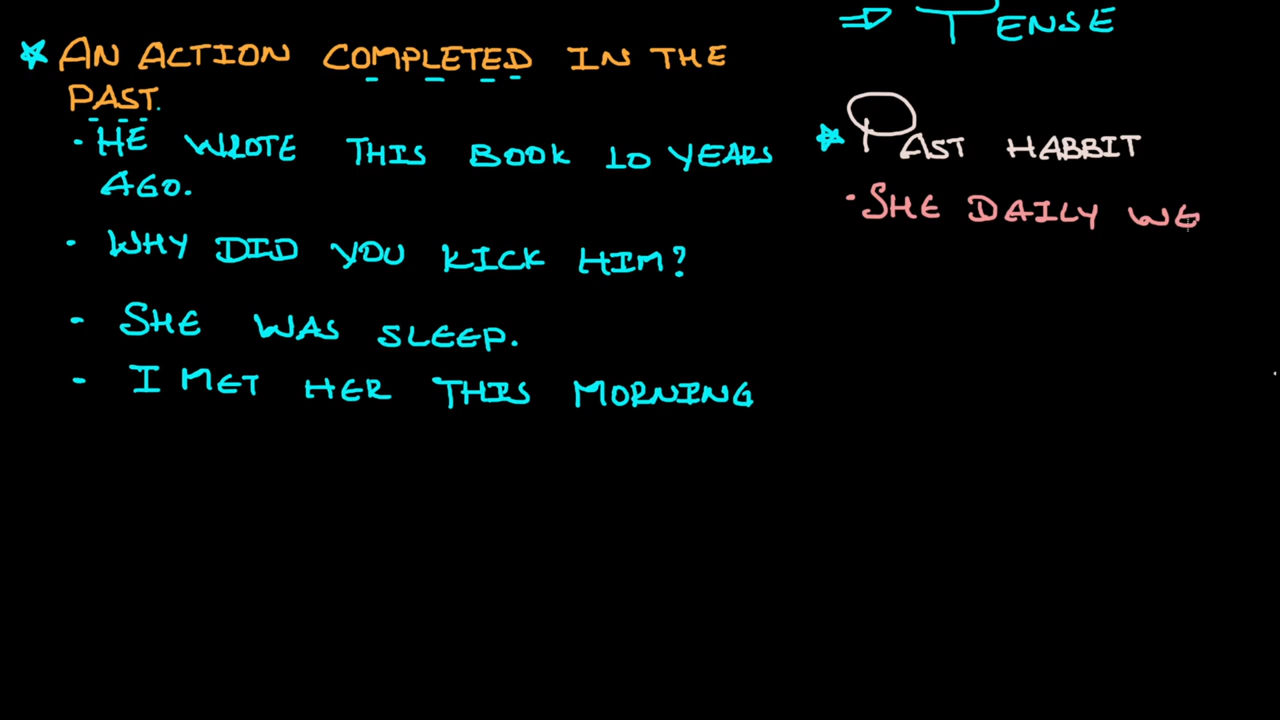 ⇒ TENSE
* AN ACTION COMPLETED IN THE
PAST.
· HE WROTE THIS BOOK 10 YEARS
AGO.
· WHY DID YOU KICK HIM?
· SHE WAS SLEEP.
· I MET HER THIS MORNING
* PAST HABBIT
· SHE DAILY WE